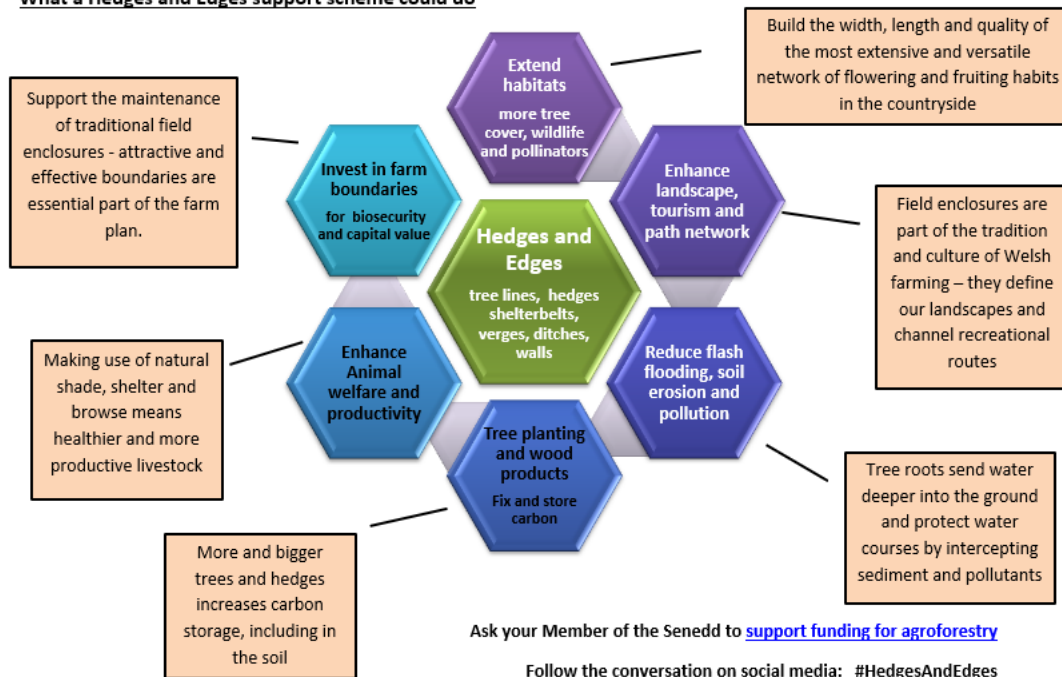 What a Hedges and Edges support scheme could do
Build the width, length and quality of
the most extensive and versatile
network of flowering and fruiting habits
in the countryside
Extend
habitats
more tree
cover, wildlife
and pollinators
Support the maintenance
of traditional field
enclosures - attractive and
effective boundaries are
essential part of the farm
plan.
Invest in farm
boundaries
for biosecurity
and capital value
Enhance
landscape,
tourism and
path network
Field enclosures are
part of the tradition
and culture of Welsh
farming – they define
our landscapes and
channel recreational
routes
Hedges and
Edges
tree lines, hedges
shelterbelts,
verges, ditches,
walls
Making use of natural
shade, shelter and
browse means
healthier and more
productive livestock
Enhance
Animal
welfare and
productivity
Reduce flash
flooding, soil
erosion and
pollution
Tree planting
and wood
products
Fix and store
carbon
Tree roots send water
deeper into the ground
and protect water
courses by intercepting
sediment and pollutants
More and bigger
trees and hedges
increases carbon
storage, including in
the soil
Ask your Member of the Senedd to support funding for agroforestry
Follow the conversation on social media: #HedgesAndEdges